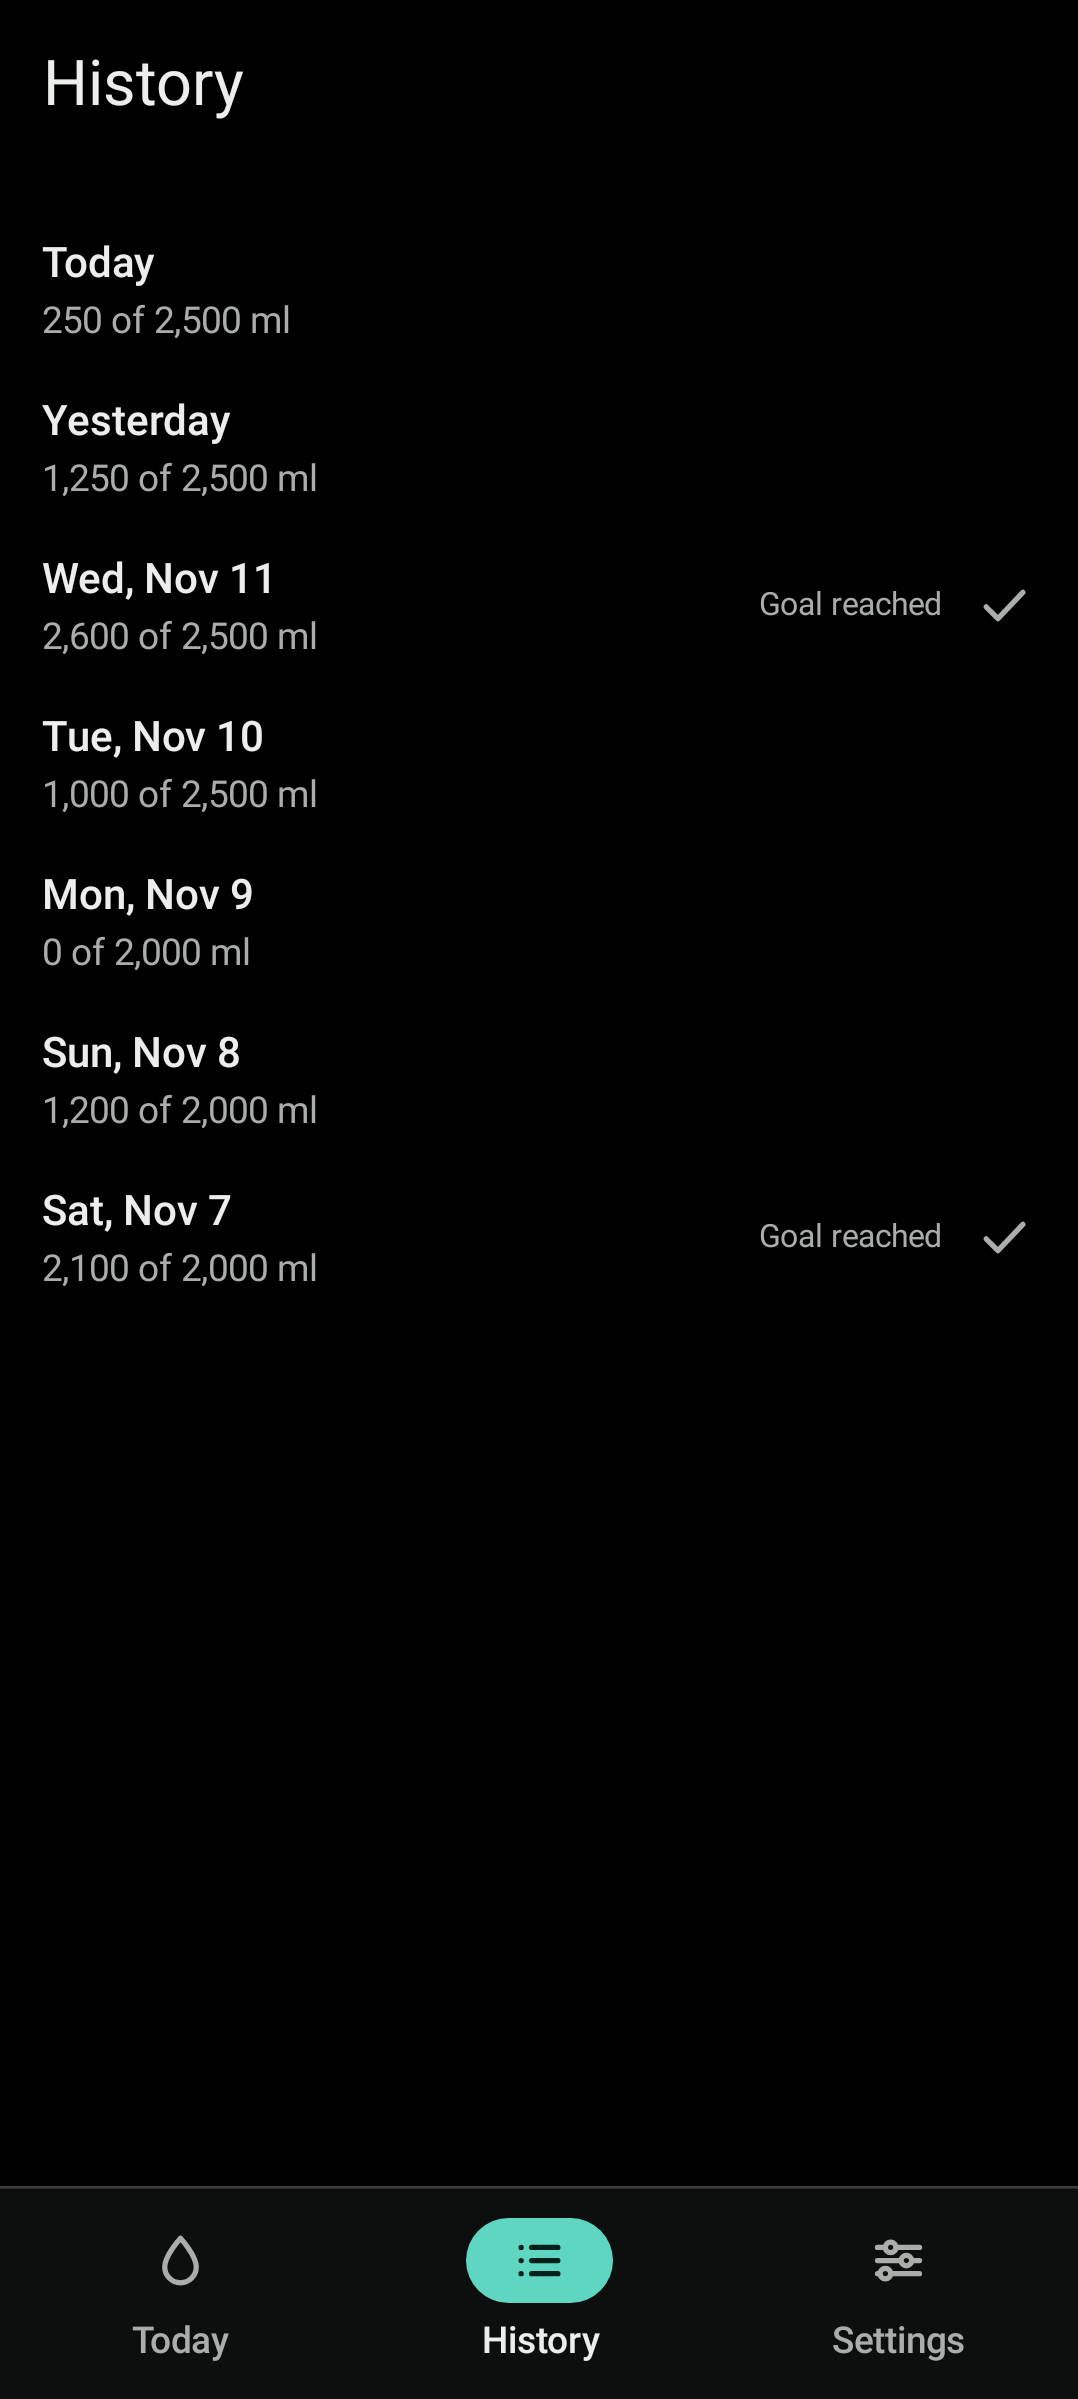 History
Today
250 of 2,500 ml
Yesterday
1,250 of 2,500 ml
Wed, Nov 11
2,600 of 2,500 ml
Goal reached
Tue, Nov 10
1,000 of 2,500 ml
Mon, Nov 9
0 of 2,000 ml
Sun, Nov 8
1,200 of 2,000 ml
Sat, Nov 7
2,100 of 2,000 ml
Goal reached
Today
History
Settings